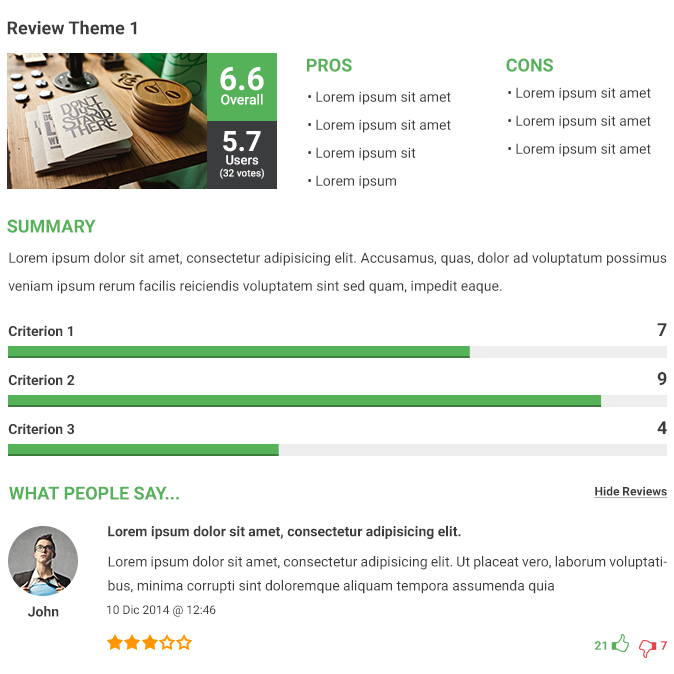 Review Theme 1
DON'T
JUST
STAND
THERE
6.6
Overall
5.7
Users
(32 votes)
PROS
• Lorem ipsum sit amet
• Lorem ipsum sit amet
• Lorem ipsum sit
• Lorem ipsum
CONS
• Lorem ipsum sit amet
• Lorem ipsum sit amet
• Lorem ipsum sit amet
SUMMARY
Lorem ipsum dolor sit amet, consectetur adipisicing elit. Accusamus, quas, dolor ad voluptatum possimus
veniam ipsum rerum facilis reiciendis voluptatem sint sed quam, impedit eaque.
Criterion 1 7
Criterion 2 9
Criterion 3 4
WHAT PEOPLE SAY... Hide Reviews
Lorem ipsum dolor sit amet, consectetur adipisicing elit.
Lorem ipsum dolor sit amet, consectetur adipisicing elit. Ut placeat vero, laborum voluptati-
bus, minima corrupti sint doloremque aliquam tempora assumenda quia
John
10 Dic 2014 @ 12:46
21 7